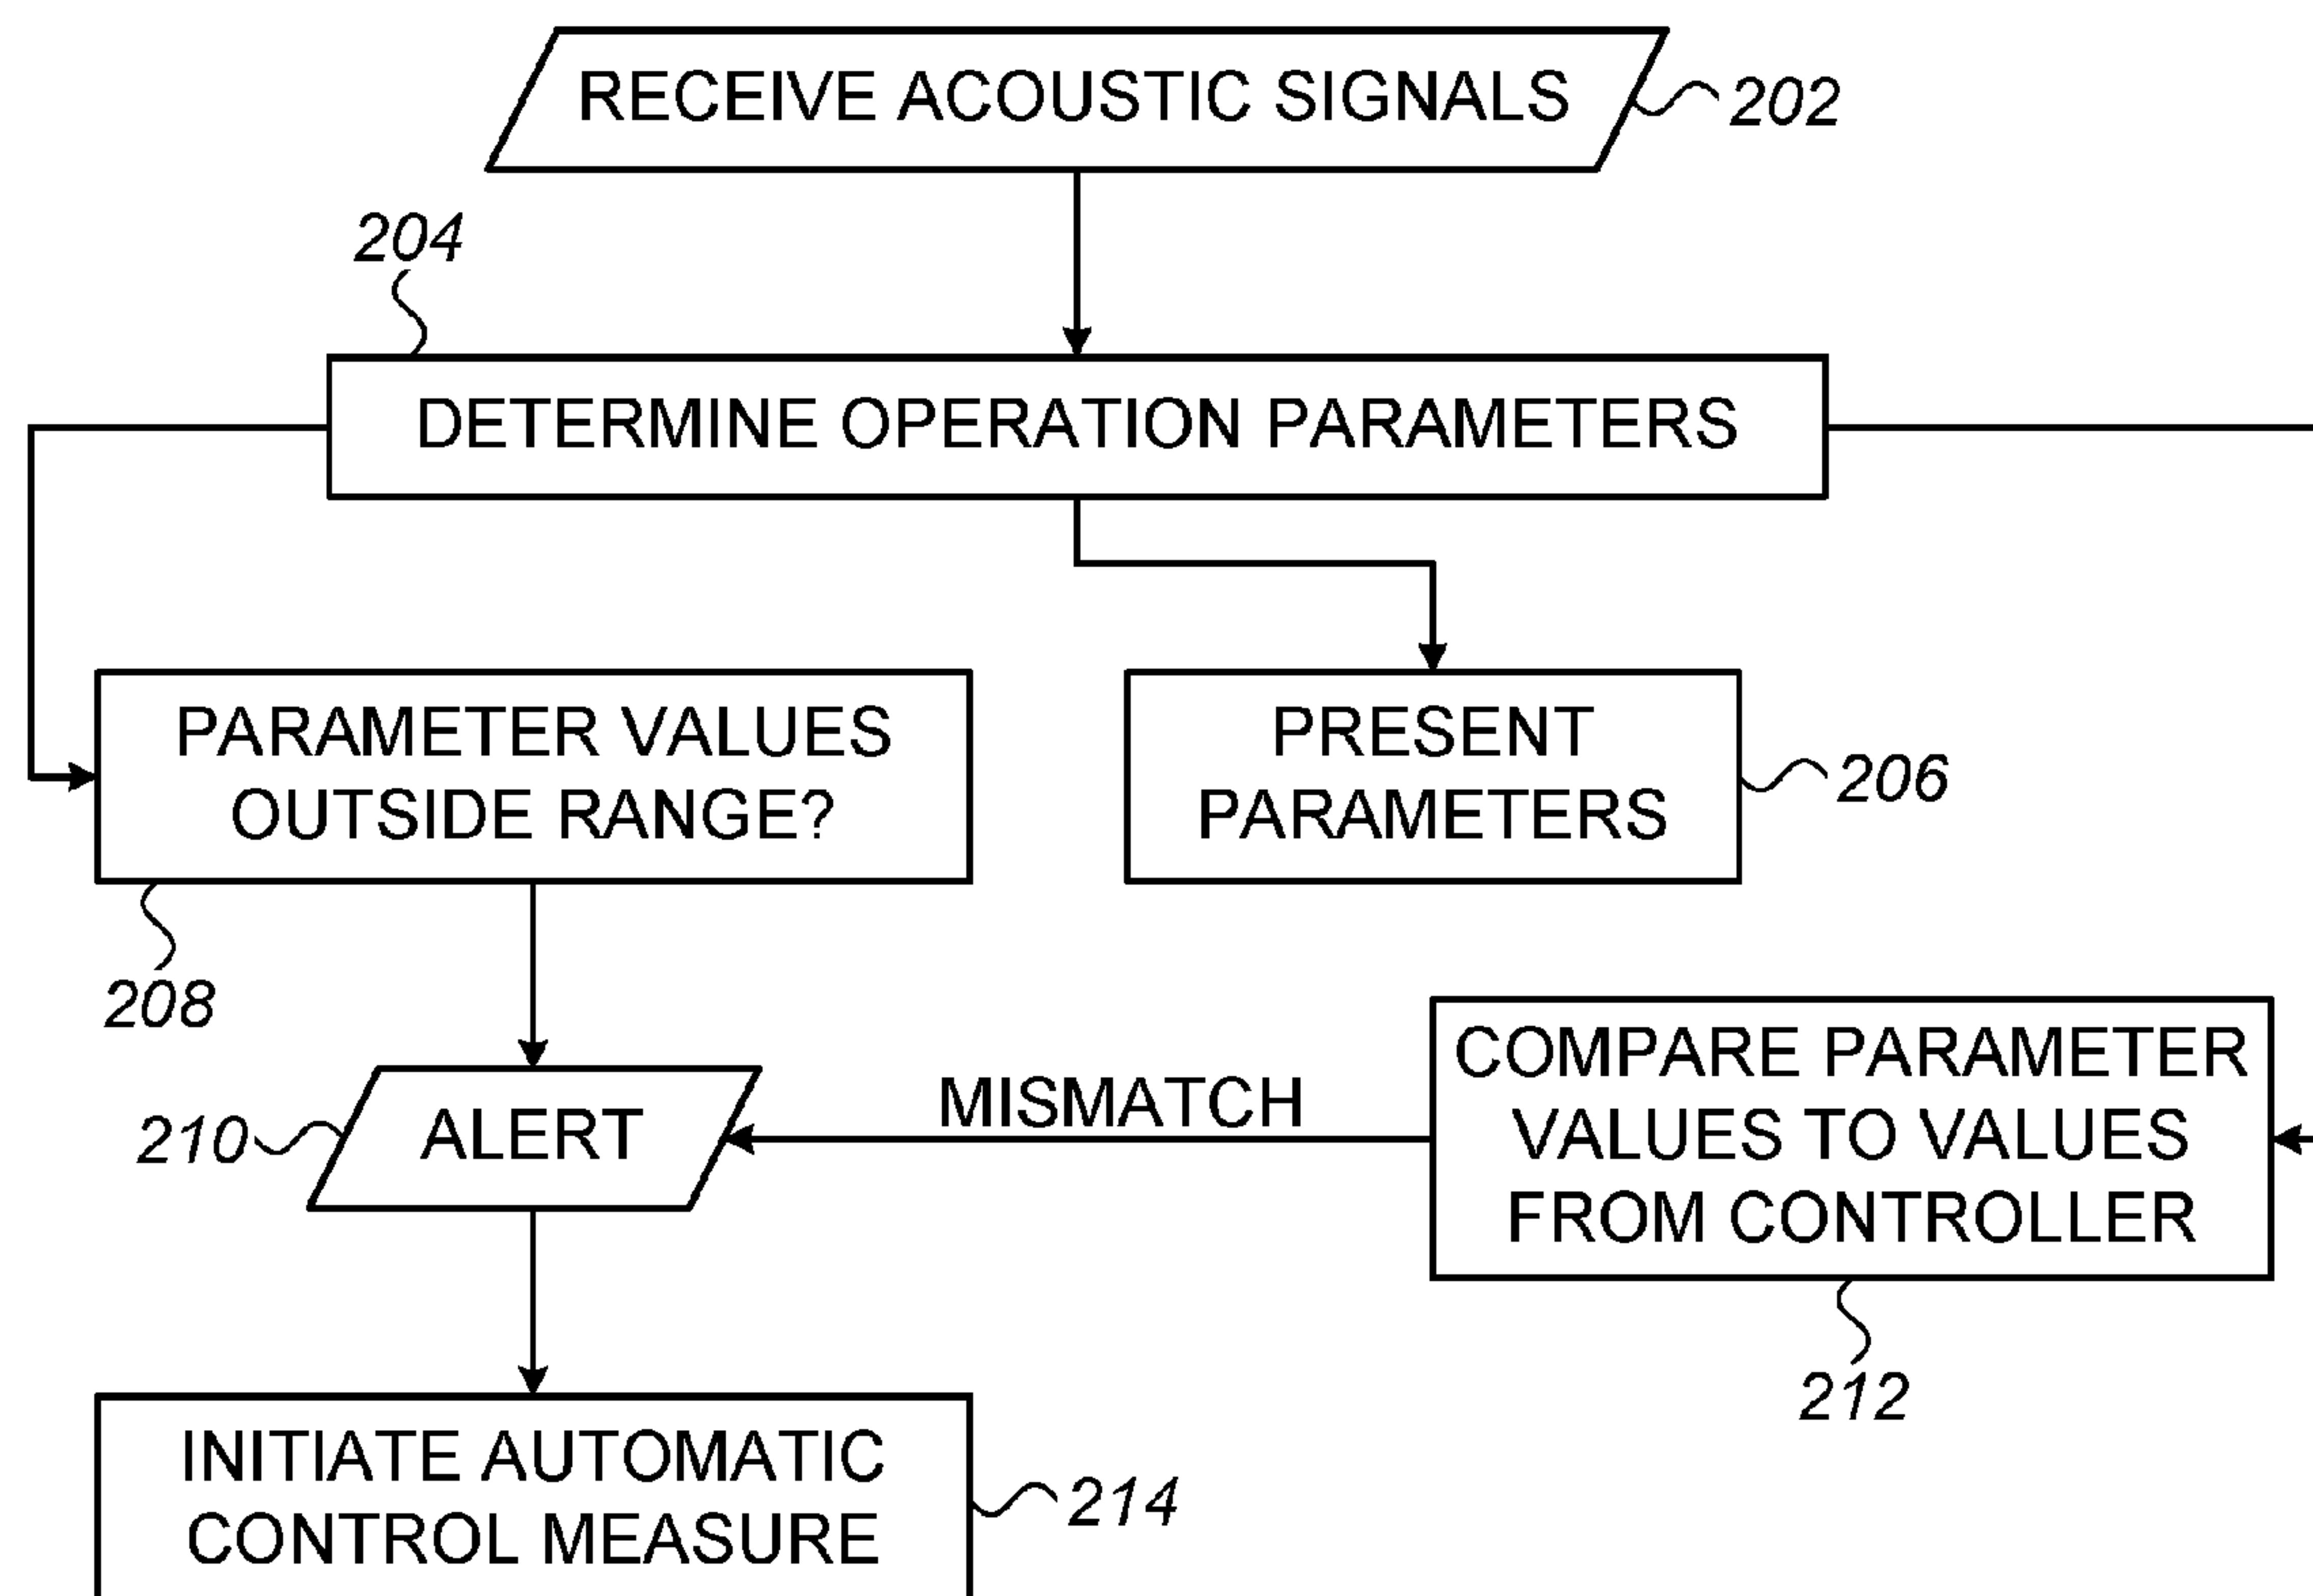 RECEIVE ACOUSTIC SIGNALS
202
204
DETERMINE OPERATION PARAMETERS
PARAMETER VALUES
OUTSIDE RANGE?
208
PRESENT
PARAMETERS
206
210
ALERT
MISMATCH
COMPARE PARAMETER
VALUES TO VALUES
FROM CONTROLLER
212
INITIATE AUTOMATIC
CONTROL MEASURE
214